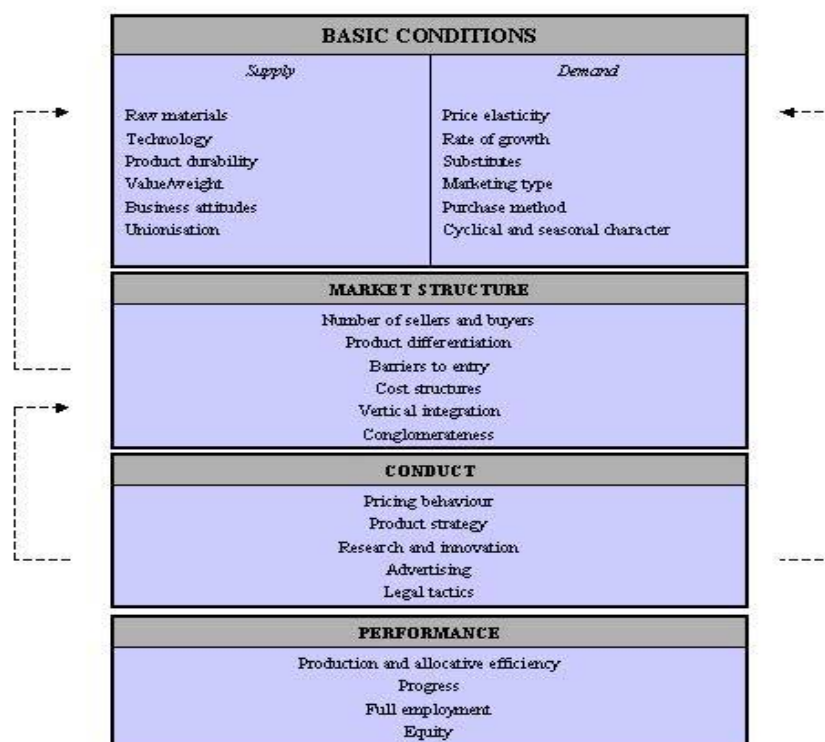 BASIC CONDITIONS
Supply
Raw materials
Technology
Product durability
Value/weight
Business attitudes
Unionisation
Demand
Price elasticity
Rate of growth
Substitutes
Marketing type
Purchase method
Cyclical and seasonal character
MARKET STRUCTURE
Number of sellers and buyers
Product differentiation
Barriers to entry
Cost structures
Vertical integration
Conglomerateness
CONDUCT
Pricing behaviour
Product strategy
Research and innovation
Advertising
Legal tactics
PERFORMANCE
Production and allocative efficiency
Progress
Full employment
Equity